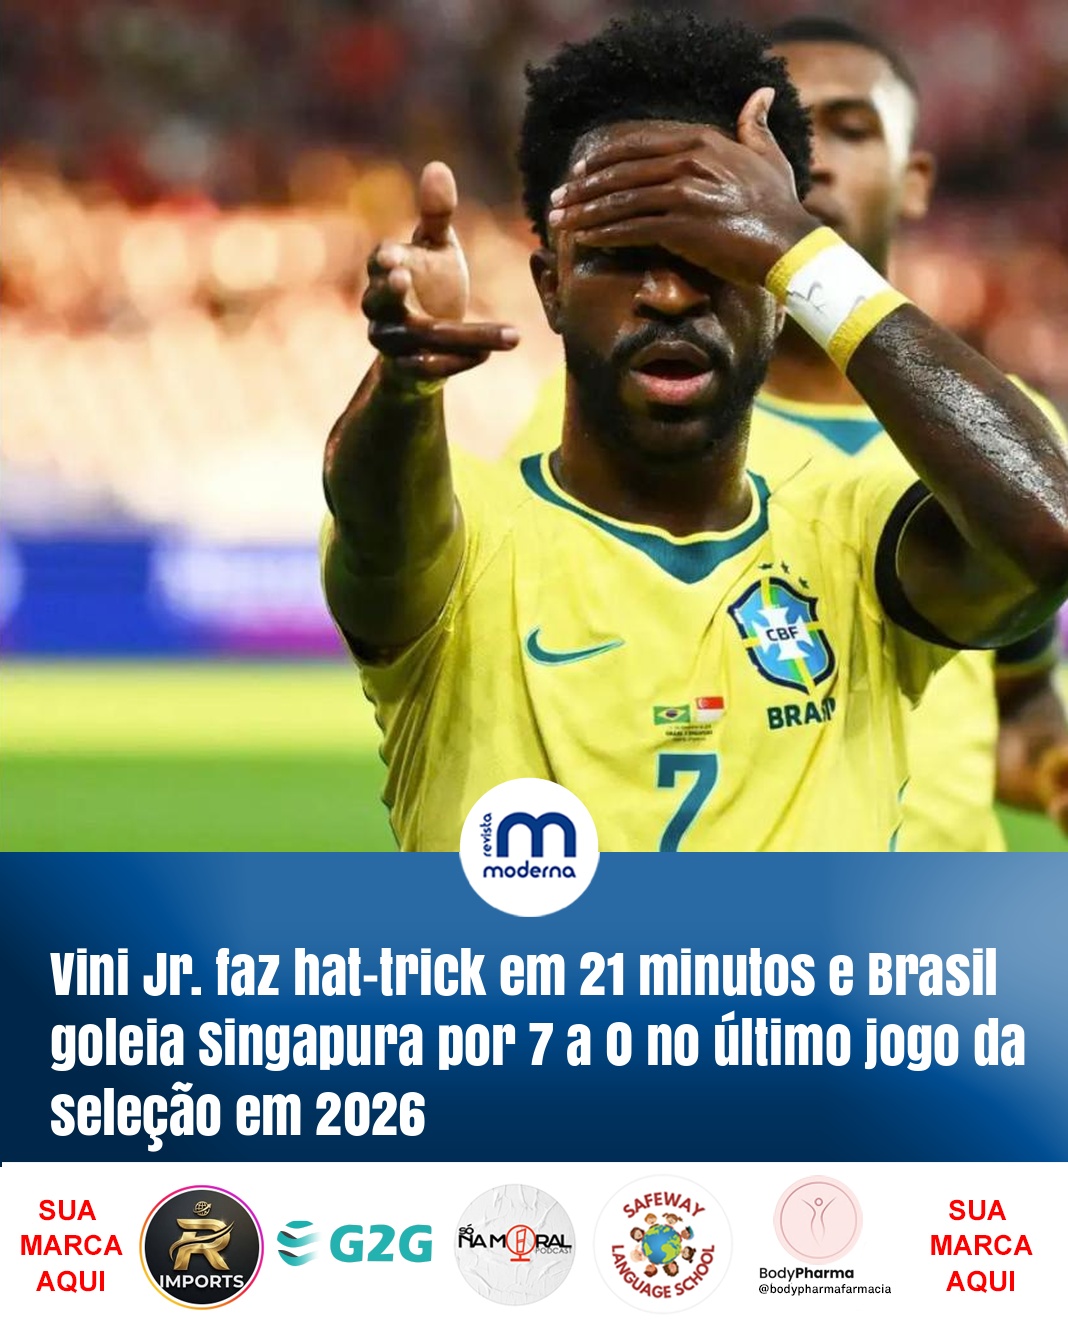 CBF
BRASIL
7
revista
m
moderna
Vini Jr. faz hat-trick em 21 minutos e Brasil
goleia Singapura por 7 a 0 no último jogo da
seleção em 2026
SUA
MARCA
AQUI
R
IMPORTS
G2G
SÓ
NA MORAL
PODCAST
SAFEWAY
LANGUAGE SCHOOL
BodyPharma
@bodypharmafarmacia
SUA
MARCA
AQUI